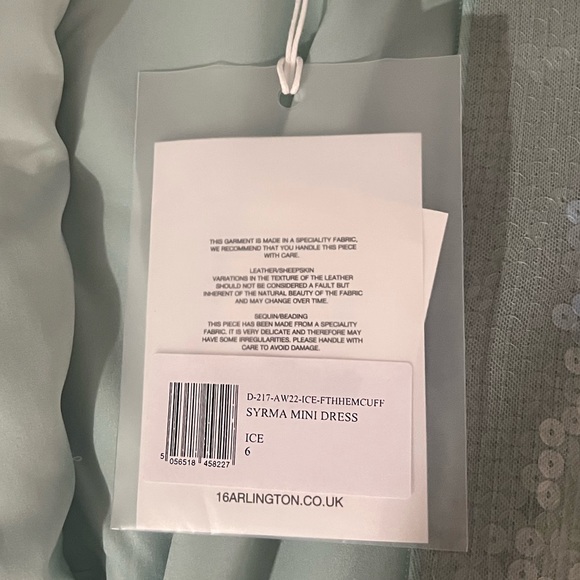 THIS GARMENT IS MADE IN A SPECIALITY FABRIC,
WE RECOMMEND THAT YOU HANDLE THIS PIECE
WITH CARE.
LEATHER/SHEEPSKIN
VARIATIONS IN THE TEXTURE OF THE LEATHER
SHOULD NOT BE CONSIDERED A FAULT BUT
INHERENT OF THE NATURAL BEAUTY OF THE FABRIC
AND MAY CHANGE OVER TIME.
SEQUIN/BEADING
THIS PIECE HAS BEEN MADE FROM A SPECIALITY
FABRIC. IT IS VERY DELICATE AND THEREFORE MAY
HAVE SOME IRREGULARITIES, PLEASE HANDLE WITH
CARE TO AVOID DAMAGE.
D-217-AW22-ICE-FTHHEMCUFF
SYRMA MINI DRESS
ICE
6
5 056518 458227
16ARLINGTON.CO.UK